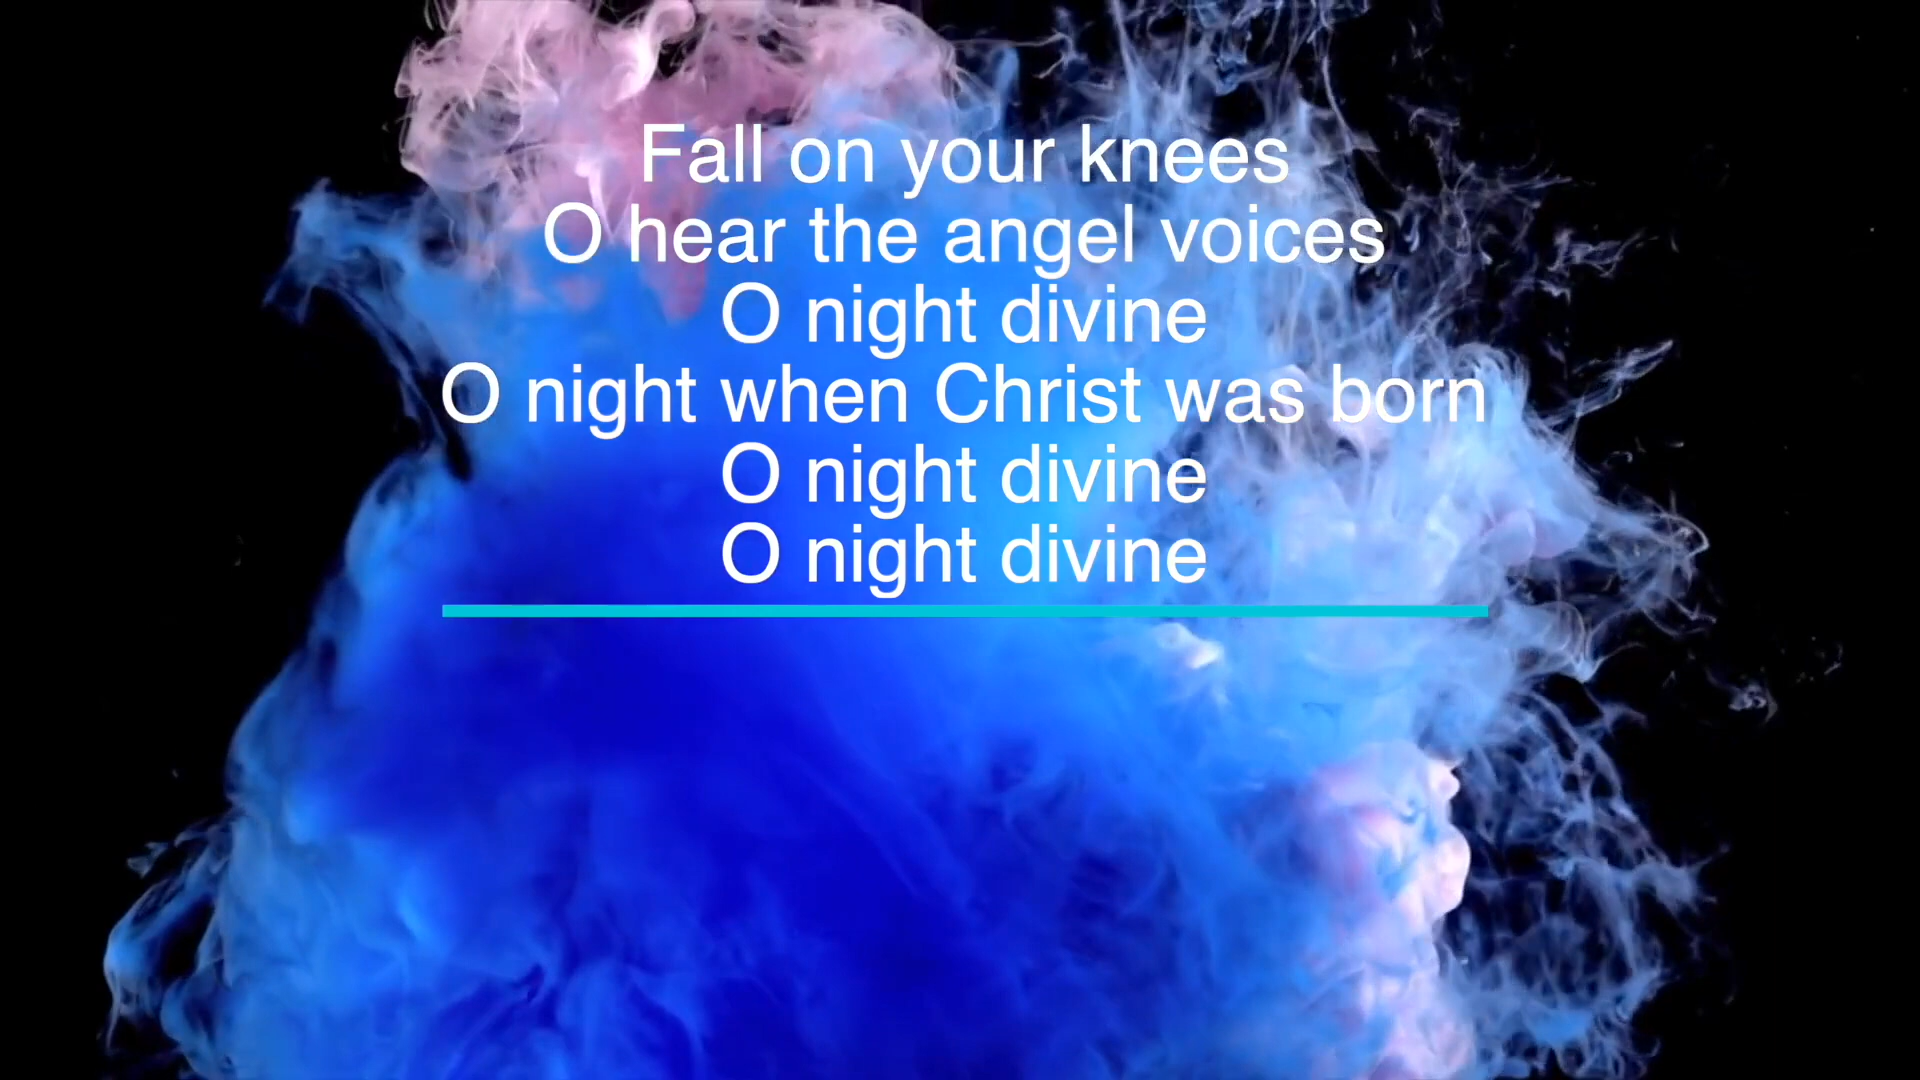 Fall on your knees
O hear the angel voices
O night divine
O night when Christ was born
O night divine
O night divine